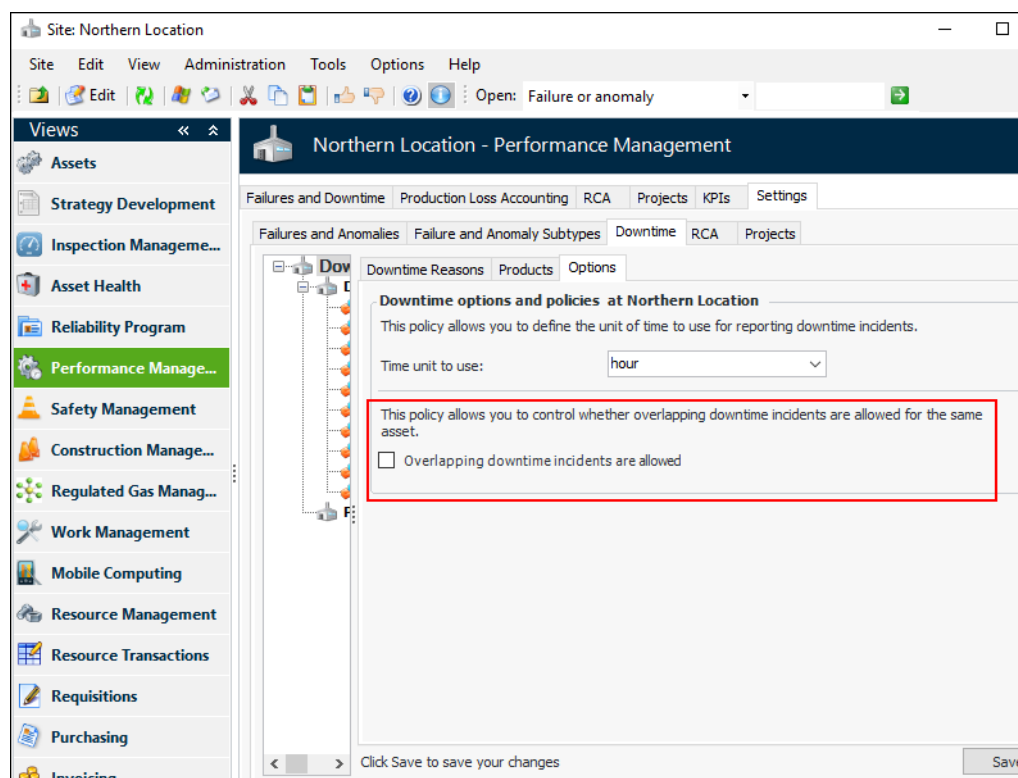 Site: Northern Location
Site Edit View Administration Tools Options Help
Edit Open: Failure or anomaly
Views
Assets
Strategy Development
Inspection Manageme...
Asset Health
Reliability Program
Performance Manage...
Safety Management
Construction Manage...
Regulated Gas Manag...
Work Management
Mobile Computing
Resource Management
Resource Transactions
Requisitions
Purchasing
Invoicing
Northern Location - Performance Management
Failures and Downtime Production Loss Accounting RCA Projects KPIs Settings
Failures and Anomalies Failure and Anomaly Subtypes Downtime RCA Projects
Dow
Downtime Reasons Products Options
Downtime options and policies at Northern Location
This policy allows you to define the unit of time to use for reporting downtime incidents.
Time unit to use: hour
This policy allows you to control whether overlapping downtime incidents are allowed for the same
asset.
Overlapping downtime incidents are allowed
Click Save to save your changes
Save